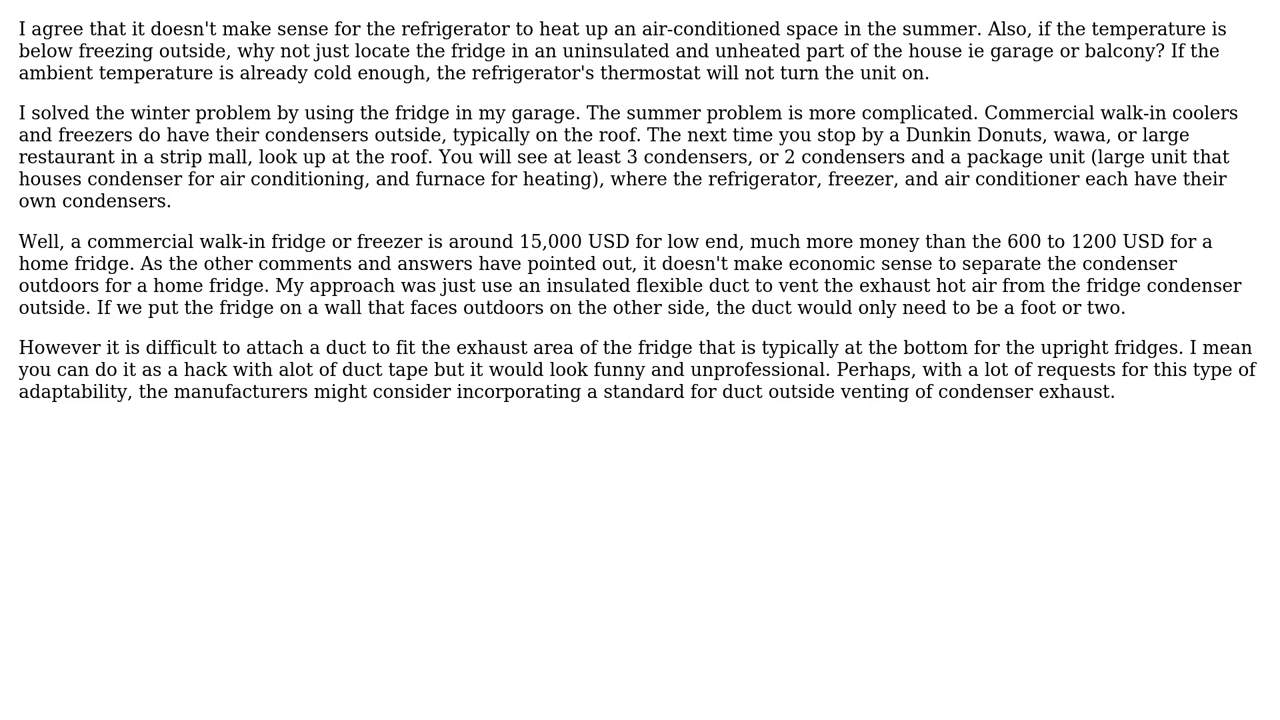 I agree that it doesn't make sense for the refrigerator to heat up an air-conditioned space in the summer. Also, if the temperature is
below freezing outside, why not just locate the fridge in an uninsulated and unheated part of the house ie garage or balcony? If the
ambient temperature is already cold enough, the refrigerator's thermostat will not turn the unit on.
I solved the winter problem by using the fridge in my garage. The summer problem is more complicated. Commercial walk-in coolers
and freezers do have their condensers outside, typically on the roof. The next time you stop by a Dunkin Donuts, wawa, or large
restaurant in a strip mall, look up at the roof. You will see at least 3 condensers, or 2 condensers and a package unit (large unit that
houses condenser for air conditioning, and furnace for heating), where the refrigerator, freezer, and air conditioner each have their
own condensers.
Well, a commercial walk-in fridge or freezer is around 15,000 USD for low end, much more money than the 600 to 1200 USD for a
home fridge. As the other comments and answers have pointed out, it doesn't make economic sense to separate the condenser
outdoors for a home fridge. My approach was just use an insulated flexible duct to vent the exhaust hot air from the fridge condenser
outside. If we put the fridge on a wall that faces outdoors on the other side, the duct would only need to be a foot or two.
However it is difficult to attach a duct to fit the exhaust area of the fridge that is typically at the bottom for the upright fridges. I mean
you can do it as a hack with alot of duct tape but it would look funny and unprofessional. Perhaps, with a lot of requests for this type of
adaptability, the manufacturers might consider incorporating a standard for duct outside venting of condenser exhaust.